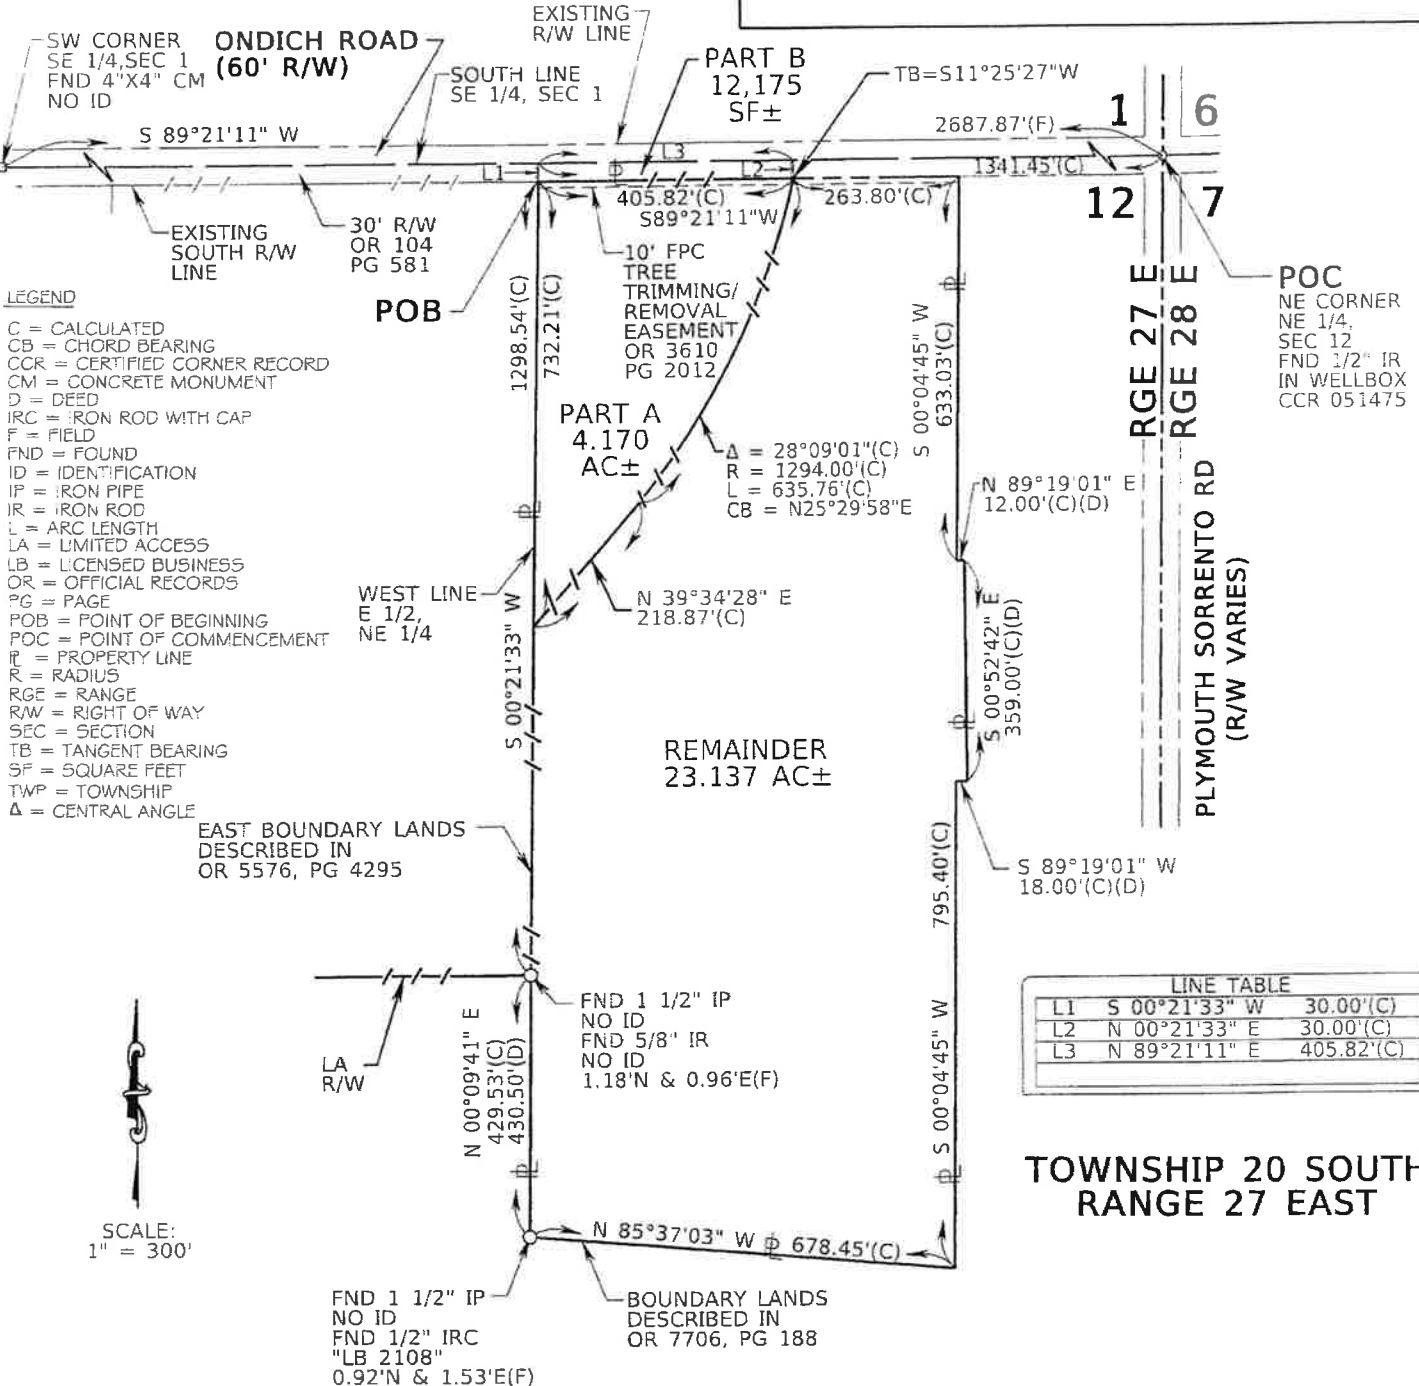 SW CORNER
SE 1/4,SEC 1
FND 4"X4" CM
NO ID
ONDICH ROAD
(60' R/W)
EXISTING
R/W LINE
SOUTH LINE
SE 1/4, SEC 1
PART B
12,175
SF±
TB=S11°25'27"W
1
6
12
7
S 89°21'11" W
2687.87'(F)
1341.45'(C)
L1
L3
L2
405.82'(C)
S89°21'11"W
263.80'(C)
EXISTING
SOUTH R/W
LINE
30' R/W
OR 104
PG 581
POB
10' FPC
TREE
TRIMMING/
REMOVAL
EASEMENT
OR 3610
PG 2012
POC
NE CORNER
NE 1/4,
SEC 12
FND 1/2" IR
IN WELLBOX
CCR 051475
RGE 27 E
RGE 28 E
LEGEND
C = CALCULATED
CB = CHORD BEARING
CCR = CERTIFIED CORNER RECORD
CM = CONCRETE MONUMENT
D = DEED
IRC = IRON ROD WITH CAP
F = FIELD
FND = FOUND
ID = IDENTIFICATION
IP = IRON PIPE
IR = IRON ROD
L = ARC LENGTH
LA = LIMITED ACCESS
LB = LICENSED BUSINESS
OR = OFFICIAL RECORDS
PG = PAGE
POB = POINT OF BEGINNING
POC = POINT OF COMMENCEMENT
PL = PROPERTY LINE
R = RADIUS
RGE = RANGE
R/W = RIGHT OF WAY
SEC = SECTION
TB = TANGENT BEARING
SF = SQUARE FEET
TWP = TOWNSHIP
Δ = CENTRAL ANGLE
1298.54'(C)
732.21'(C)
PART A
4.170
AC±
Δ = 28°09'01"(C)
R = 1294.00'(C)
L = 635.76'(C)
CB = N25°29'58"E
S 00°04'45" W
633.03'(C)
N 89°19'01" E
12.00'(C)(D)
WEST LINE
E 1/2,
NE 1/4
N 39°34'28" E
218.87'(C)
S 00°21'33" W
S 00°52'42" E
359.00'(C)(D)
PLYMOUTH SORRENTO RD
(R/W VARIES)
REMAINDER
23.137 AC±
EAST BOUNDARY LANDS
DESCRIBED IN
OR 5576, PG 4295
S 89°19'01" W
18.00'(C)(D)
795.40'(C)
S 00°04'45" W
LA
R/W
FND 1 1/2" IP
NO ID
FND 5/8" IR
NO ID
1.18'N & 0.96'E(F)
N 00°09'41" E
429.53'(C)
430.50'(D)
LINE TABLE
L1 S 00°21'33" W 30.00'(C)
L2 N 00°21'33" E 30.00'(C)
L3 N 89°21'11" E 405.82'(C)
TOWNSHIP 20 SOUTH
RANGE 27 EAST
SCALE:
1" = 300'
N 85°37'03" W PL 678.45'(C)
FND 1 1/2" IP
NO ID
FND 1/2" IRC
"LB 2108"
0.92'N & 1.53'E(F)
BOUNDARY LANDS
DESCRIBED IN
OR 7706, PG 188